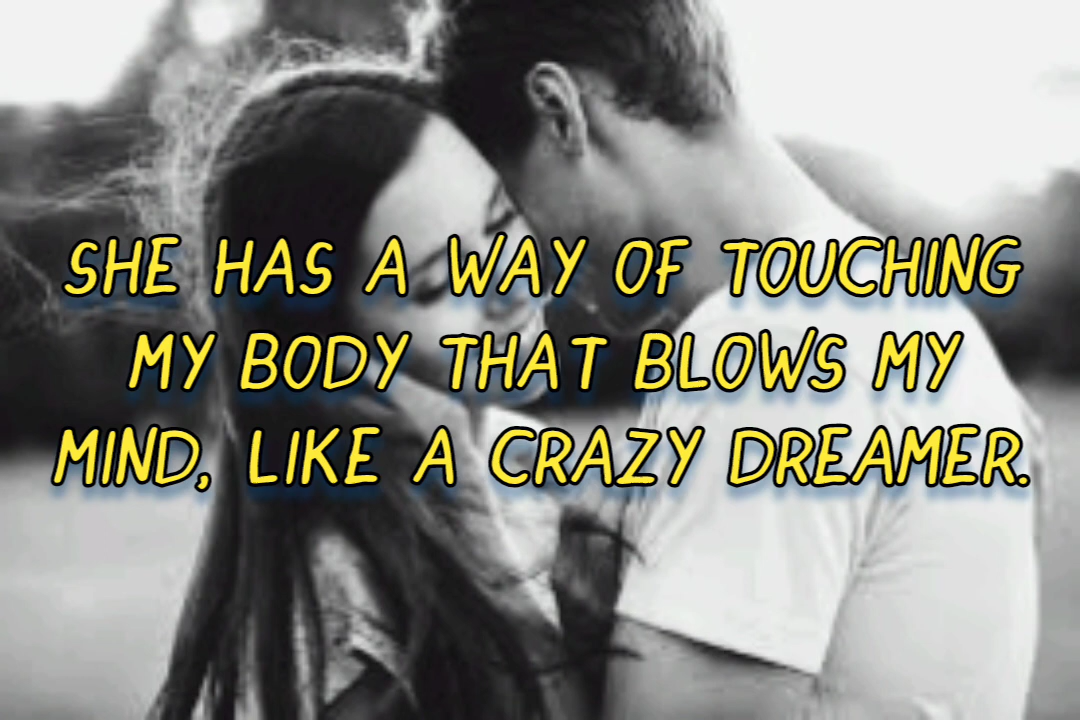 SHE HAS A WAY OF TOUCHING
MY BODY THAT BLOWS MY
MIND, LIKE A CRAZY DREAMER.